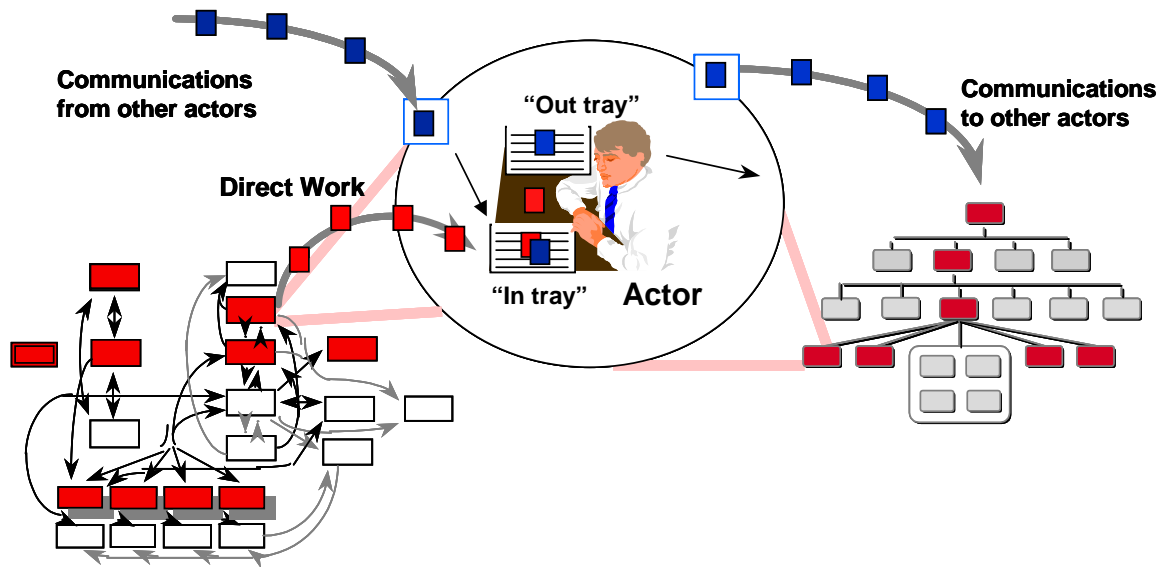 Communications
from other actors
“Out tray”
Communications
to other actors
Direct Work
“In tray”
Actor